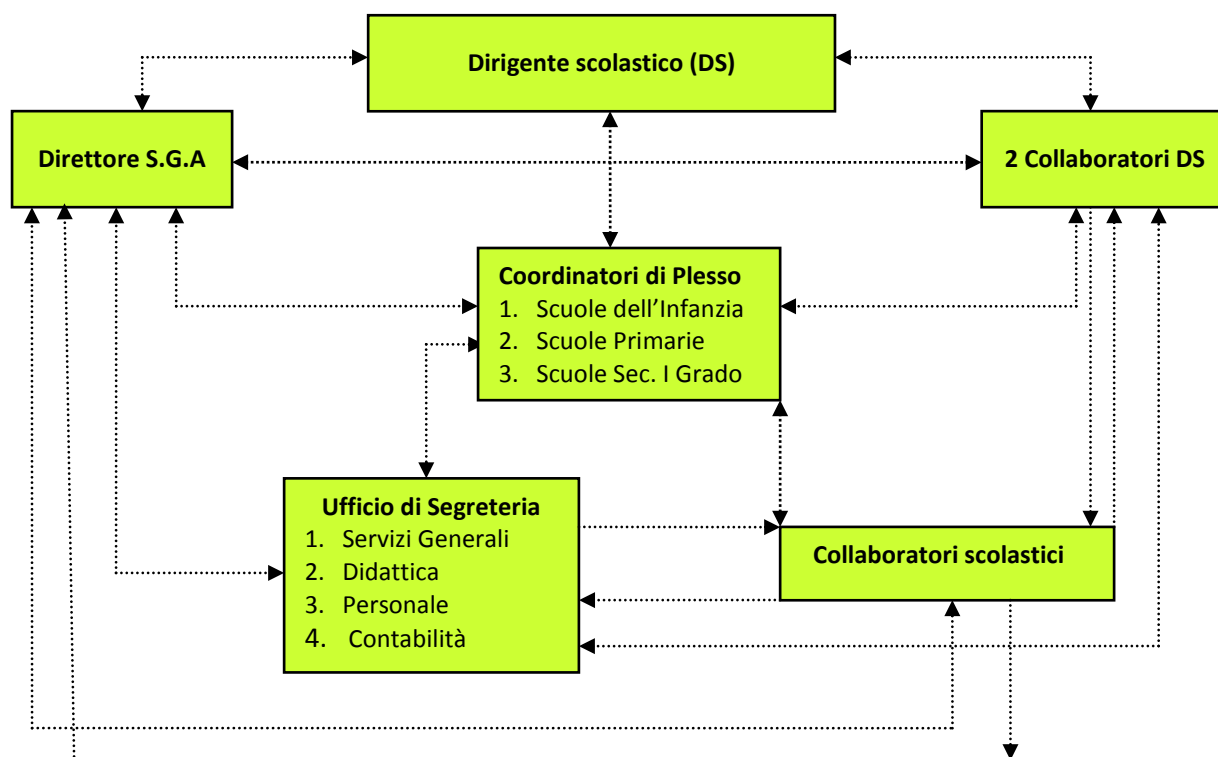 Dirigente scolastico (DS)
Direttore S.G.A
2 Collaboratori DS
Coordinatori di Plesso
1. Scuole dell’Infanzia
2. Scuole Primarie
3. Scuole Sec. I Grado
Ufficio di Segreteria
1. Servizi Generali
2. Didattica
3. Personale
4. Contabilità
Collaboratori scolastici